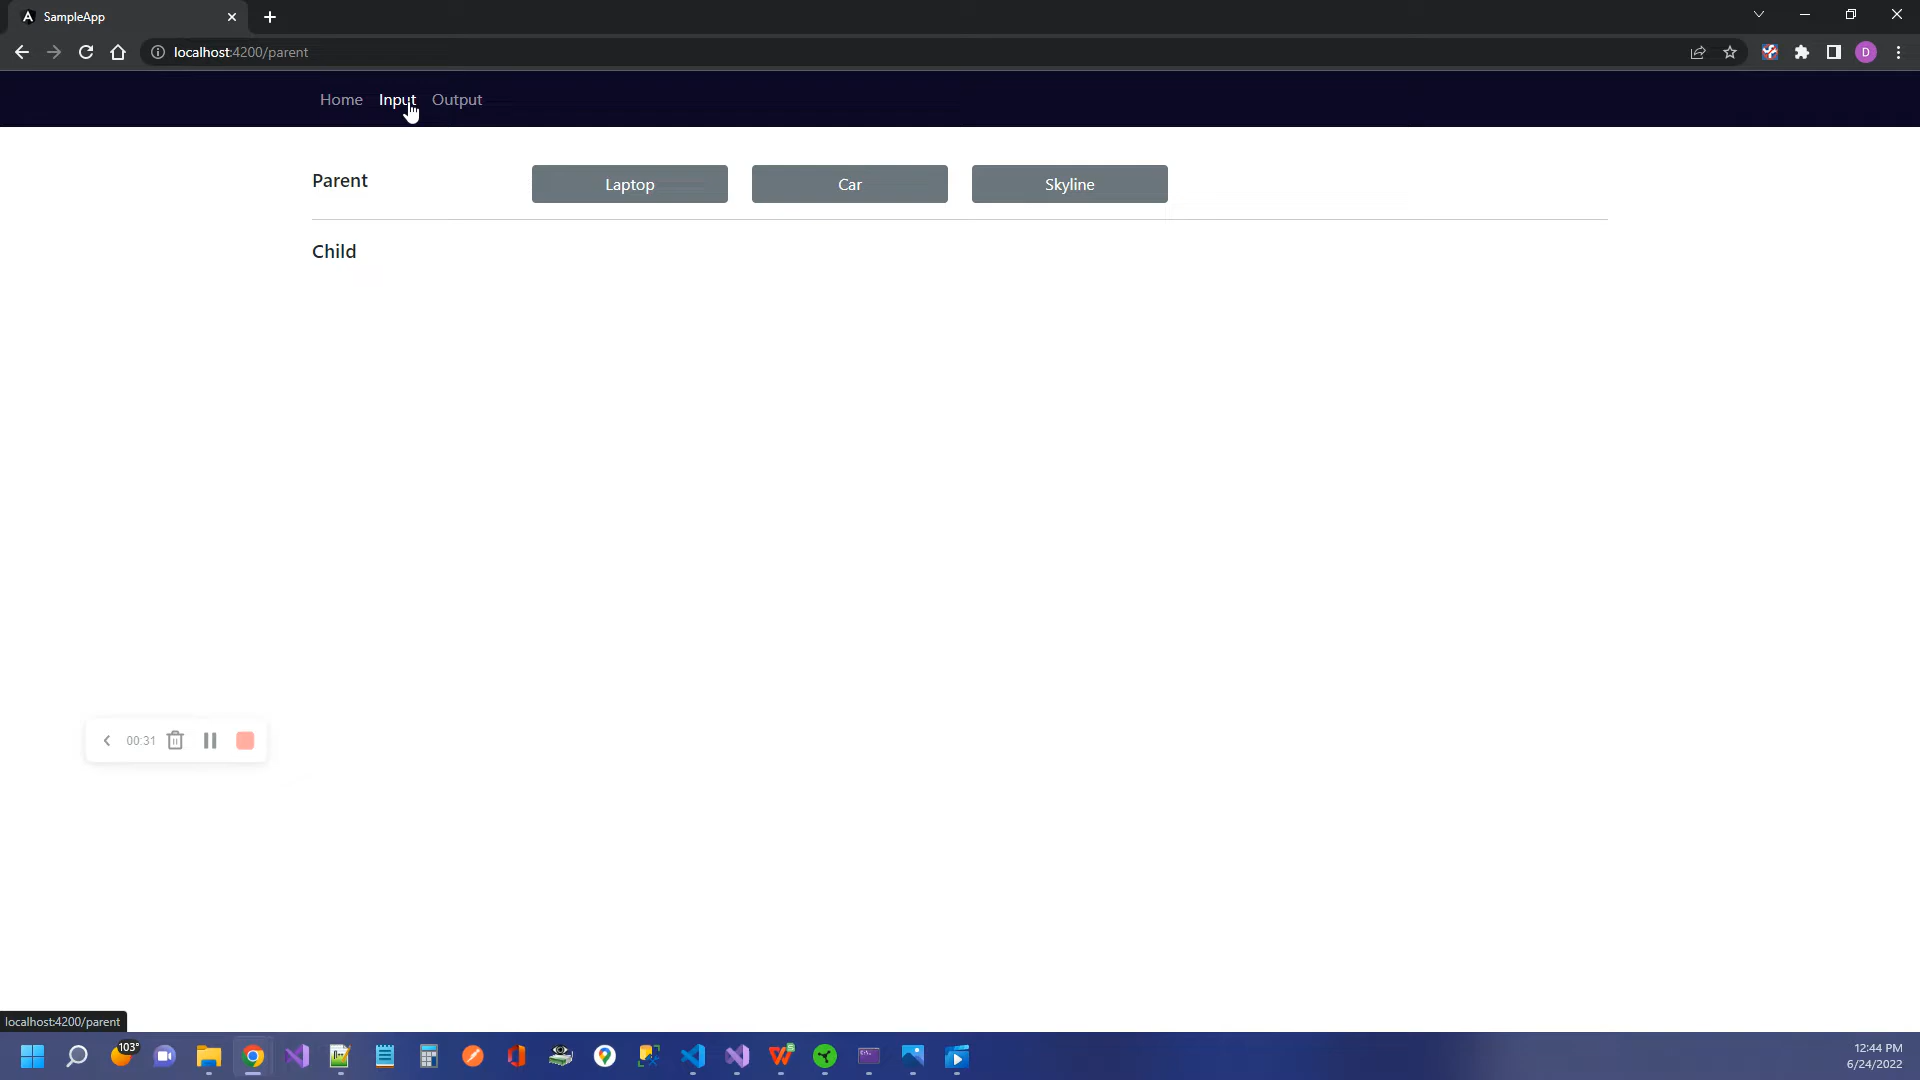 SampleApp
localhost:4200/parent
D
Home Input Output
Parent Laptop Car Skyline
Child
00:31
localhost:4200/parent
103°
12:44 PM
6/24/2022